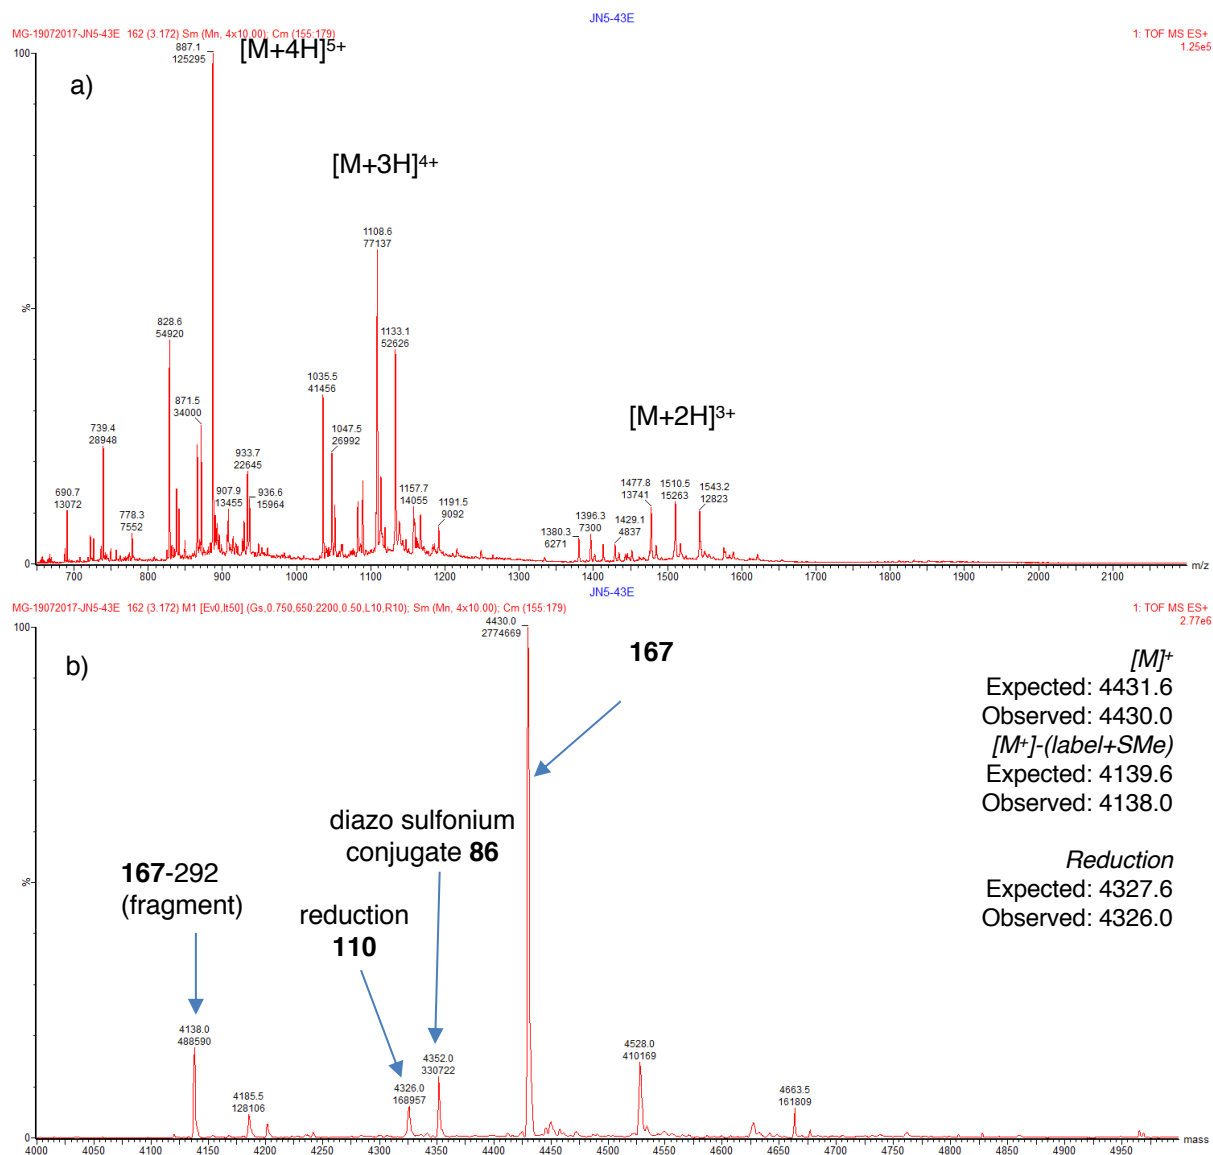 JN5-43E
MG-19072017-JN5-43E 162 (3.172) Sm (Mn, 4x10.00); Cm (155:179)
1: TOF MS ES+
1.25e5
100
%
0
a)
[M+4H]5+
[M+3H]4+
[M+2H]3+
887.1
125295
1108.6
77137
828.6
54920
1133.1
52626
1035.5
41456
871.5
34000
1047.5
26992
739.4
28948
933.7
22645
690.7
13072
778.3
7552
907.9
13455
936.6
15964
1157.7
14055
1191.5
9092
1380.3
6271
1396.3
7300
1429.1
4837
1477.8
13741
1510.5
15263
1543.2
12823
700 800 900 1000 1100 1200 1300 1400 1500 1600 1700 1800 1900 2000 2100
m/z
JN5-43E
MG-19072017-JN5-43E 162 (3.172) M1 [Ev0,It50] (Gs,0.750,650:2200,0.50,L10,R10); Sm (Mn, 4x10.00); Cm (155:179)
1: TOF MS ES+
2.77e6
100
%
0
b)
4430.0
2774669
167
[M]+
Expected: 4431.6
Observed: 4430.0
[M+]-(label+SMe)
Expected: 4139.6
Observed: 4138.0
Reduction
Expected: 4327.6
Observed: 4326.0
diazo sulfonium
conjugate 86
167-292
(fragment)
reduction
110
4138.0
488590
4185.5
128106
4326.0
168957
4352.0
330722
4528.0
410169
4663.5
161809
4000 4050 4100 4150 4200 4250 4300 4350 4400 4450 4500 4550 4600 4650 4700 4750 4800 4850 4900 4950
mass